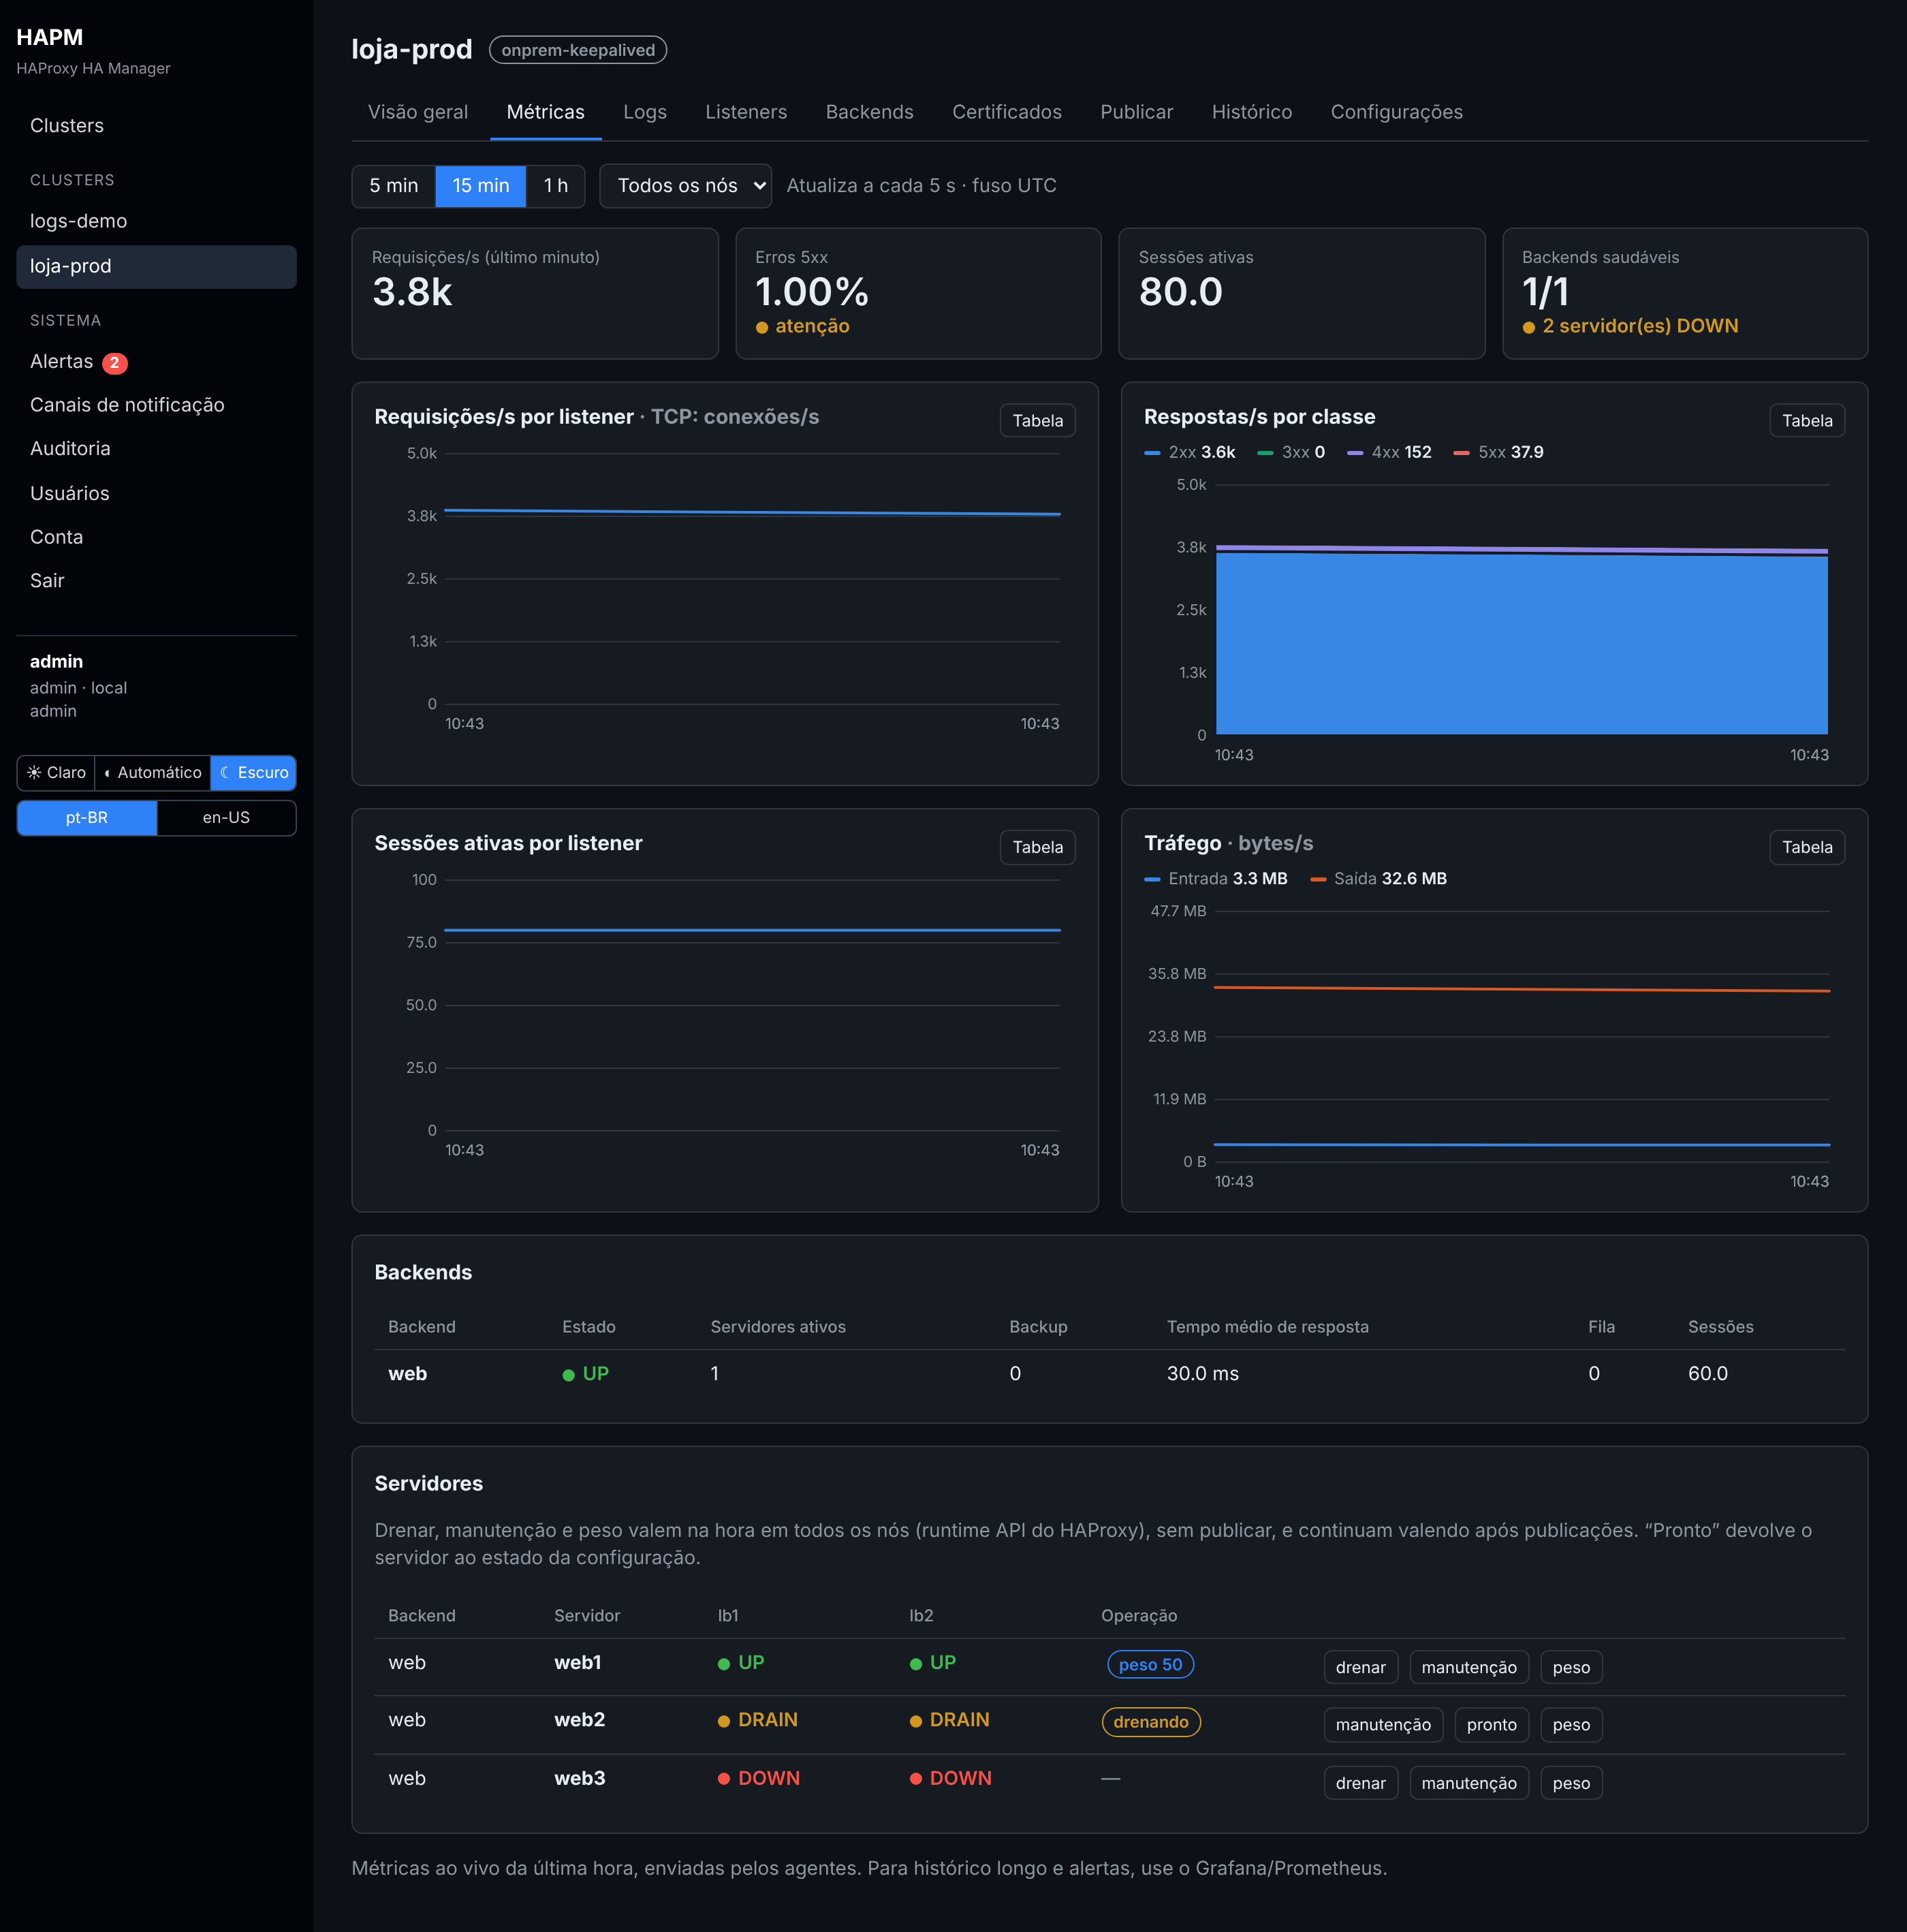 HAPM
HAProxy HA Manager
Clusters
CLUSTERS
logs-demo
loja-prod
SISTEMA
Alertas 2
Canais de notificação
Auditoria
Usuários
Conta
Sair
admin
admin · local
admin
Claro Automático Escuro
pt-BR en-US
loja-prod onprem-keepalived
Visão geral Métricas Logs Listeners Backends Certificados Publicar Histórico Configurações
5 min 15 min 1 h Todos os nós Atualiza a cada 5 s · fuso UTC
Requisições/s (último minuto)
3.8k
Erros 5xx
1.00%
atenção
Sessões ativas
80.0
Backends saudáveis
1/1
2 servidor(es) DOWN
Requisições/s por listener · TCP: conexões/s Tabela
5.0k
3.8k
2.5k
1.3k
0
10:43 10:43
Respostas/s por classe Tabela
2xx 3.6k 3xx 0 4xx 152 5xx 37.9
5.0k
3.8k
2.5k
1.3k
0
10:43 10:43
Sessões ativas por listener Tabela
100
75.0
50.0
25.0
0
10:43 10:43
Tráfego · bytes/s Tabela
Entrada 3.3 MB Saída 32.6 MB
47.7 MB
35.8 MB
23.8 MB
11.9 MB
0 B
10:43 10:43
Backends
Backend Estado Servidores ativos Backup Tempo médio de resposta Fila Sessões
web UP 1 0 30.0 ms 0 60.0
Servidores
Drenar, manutenção e peso valem na hora em todos os nós (runtime API do HAProxy), sem publicar, e continuam valendo após publicações. “Pronto” devolve o
servidor ao estado da configuração.
Backend Servidor lb1 lb2 Operação
web web1 UP UP peso 50 drenar manutenção peso
web web2 DRAIN DRAIN drenando manutenção pronto peso
web web3 DOWN DOWN — drenar manutenção peso
Métricas ao vivo da última hora, enviadas pelos agentes. Para histórico longo e alertas, use o Grafana/Prometheus.